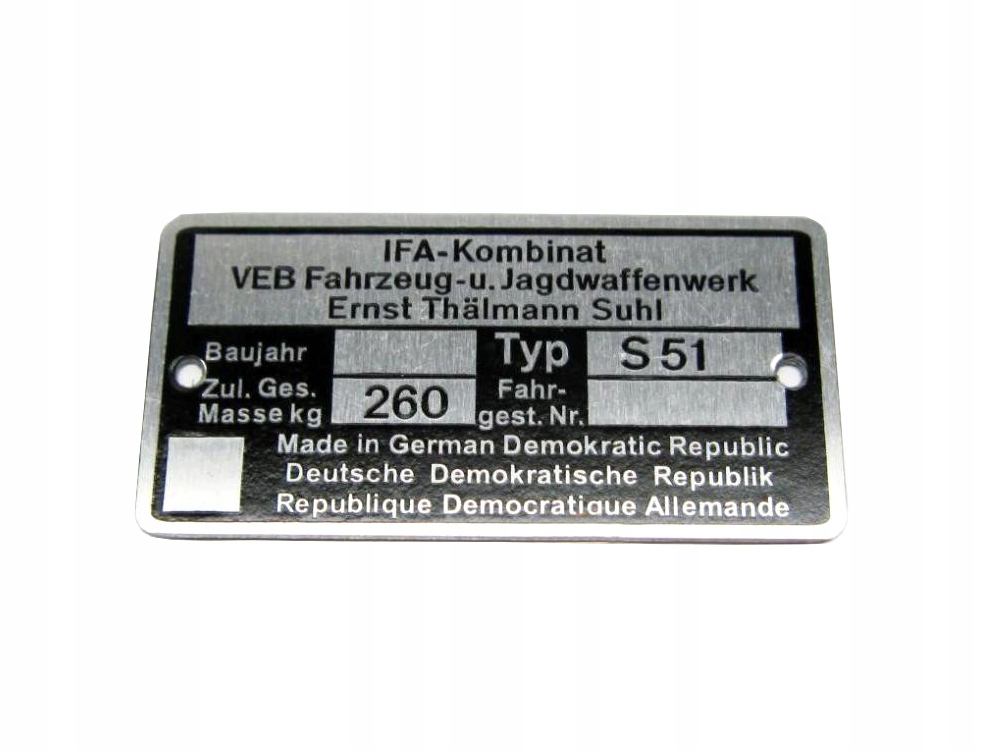 IFA-Kombinat
VEB Fahrzeug-u. Jagdwaffenwerk
Ernst Thälmann Suhl
Baujahr Typ S 51
Zul. Ges. Masse kg 260 Fahr-gest. Nr.
Made in German Demokratic Republic
Deutsche Demokratische Republik
Republique Democratique Allemande